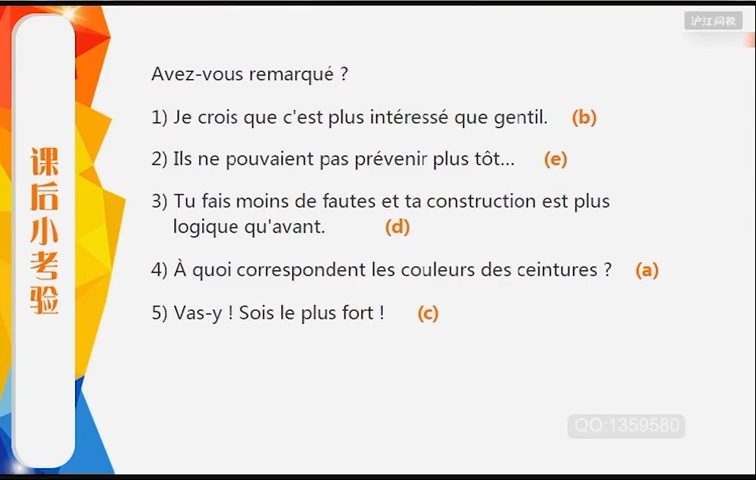 沪江网校
Avez-vous remarqué ?
1) Je crois que c'est plus intéressé que gentil. (b)
2) Ils ne pouvaient pas prévenir plus tôt... (e)
3) Tu fais moins de fautes et ta construction est plus
logique qu'avant. (d)
4) À quoi correspondent les couleurs des ceintures ? (a)
5) Vas-y ! Sois le plus fort ! (c)
课后小考验
QQ:1359580